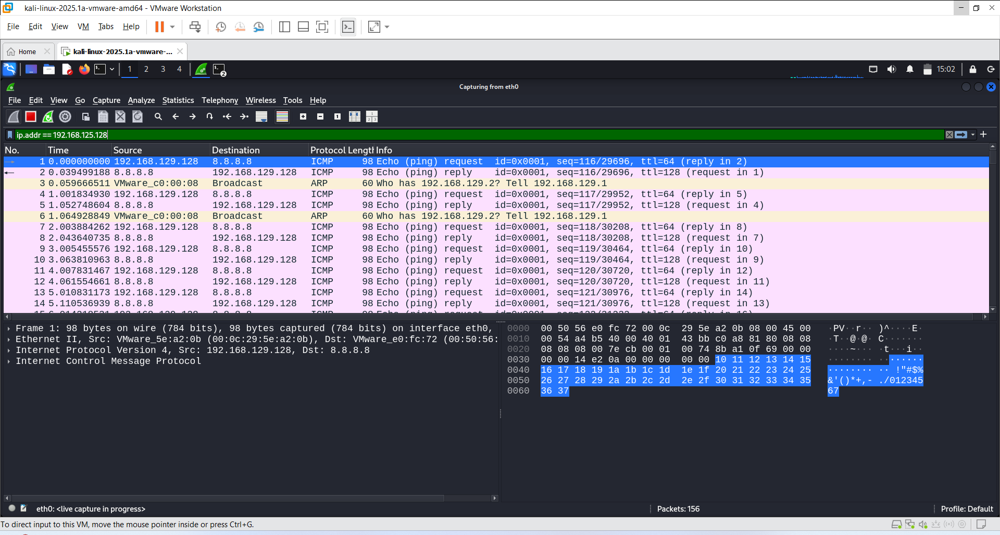 kali-linux-2025.1a-vmware-amd64 - VMware Workstation
File Edit View VM Tabs Help
Home kali-linux-2025.1a-vmware-...
1 2 3 4 2 15:02
Capturing from eth0
File Edit View Go Capture Analyze Statistics Telephony Wireless Tools Help
ip.addr == 192.168.125.128
No. Time Source Destination Protocol Length Info
1 0.000000000 192.168.129.128 8.8.8.8 ICMP 98 Echo (ping) request id=0x0001, seq=116/29696, ttl=64 (reply in 2)
2 0.039499188 8.8.8.8 192.168.129.128 ICMP 98 Echo (ping) reply id=0x0001, seq=116/29696, ttl=128 (request in 1)
3 0.059666511 VMware_c0:00:08 Broadcast ARP 60 Who has 192.168.129.2? Tell 192.168.129.1
4 1.001834930 192.168.129.128 8.8.8.8 ICMP 98 Echo (ping) request id=0x0001, seq=117/29952, ttl=64 (reply in 5)
5 1.052748604 8.8.8.8 192.168.129.128 ICMP 98 Echo (ping) reply id=0x0001, seq=117/29952, ttl=128 (request in 4)
6 1.064928849 VMware_c0:00:08 Broadcast ARP 60 Who has 192.168.129.2? Tell 192.168.129.1
7 2.003884262 192.168.129.128 8.8.8.8 ICMP 98 Echo (ping) request id=0x0001, seq=118/30208, ttl=64 (reply in 8)
8 2.043640735 8.8.8.8 192.168.129.128 ICMP 98 Echo (ping) reply id=0x0001, seq=118/30208, ttl=128 (request in 7)
9 3.005455576 192.168.129.128 8.8.8.8 ICMP 98 Echo (ping) request id=0x0001, seq=119/30464, ttl=64 (reply in 10)
10 3.063810963 8.8.8.8 192.168.129.128 ICMP 98 Echo (ping) reply id=0x0001, seq=119/30464, ttl=128 (request in 9)
11 4.007831467 192.168.129.128 8.8.8.8 ICMP 98 Echo (ping) request id=0x0001, seq=120/30720, ttl=64 (reply in 12)
12 4.061554661 8.8.8.8 192.168.129.128 ICMP 98 Echo (ping) reply id=0x0001, seq=120/30720, ttl=128 (request in 11)
13 5.010831173 192.168.129.128 8.8.8.8 ICMP 98 Echo (ping) request id=0x0001, seq=121/30976, ttl=64 (reply in 14)
14 5.110536939 8.8.8.8 192.168.129.128 ICMP 98 Echo (ping) reply id=0x0001, seq=121/30976, ttl=128 (request in 13)
Frame 1: 98 bytes on wire (784 bits), 98 bytes captured (784 bits) on interface eth0,
Ethernet II, Src: VMware_5e:a2:0b (00:0c:29:5e:a2:0b), Dst: VMware_e0:fc:72 (00:50:56:
Internet Protocol Version 4, Src: 192.168.129.128, Dst: 8.8.8.8
Internet Control Message Protocol
0000 00 50 56 e0 fc 72 00 0c 29 5e a2 0b 08 00 45 00 ·PV··r·· )^····E·
0010 00 54 a4 b5 40 00 40 01 43 bb c0 a8 81 80 08 08 ·T··@·@· C·······
0020 08 08 08 00 7e cb 00 01 00 74 8b a1 0f 69 00 00 ····~··· ·t···i··
0030 00 00 14 e2 0a 00 00 00 00 00 10 11 12 13 14 15 ········ ········
0040 16 17 18 19 1a 1b 1c 1d 1e 1f 20 21 22 23 24 25 ········ ·· !"#$%
0050 26 27 28 29 2a 2b 2c 2d 2e 2f 30 31 32 33 34 35 &'()*+,- ./012345
0060 36 37 67
eth0: <live capture in progress> Packets: 156 Profile: Default
To direct input to this VM, move the mouse pointer inside or press Ctrl+G.